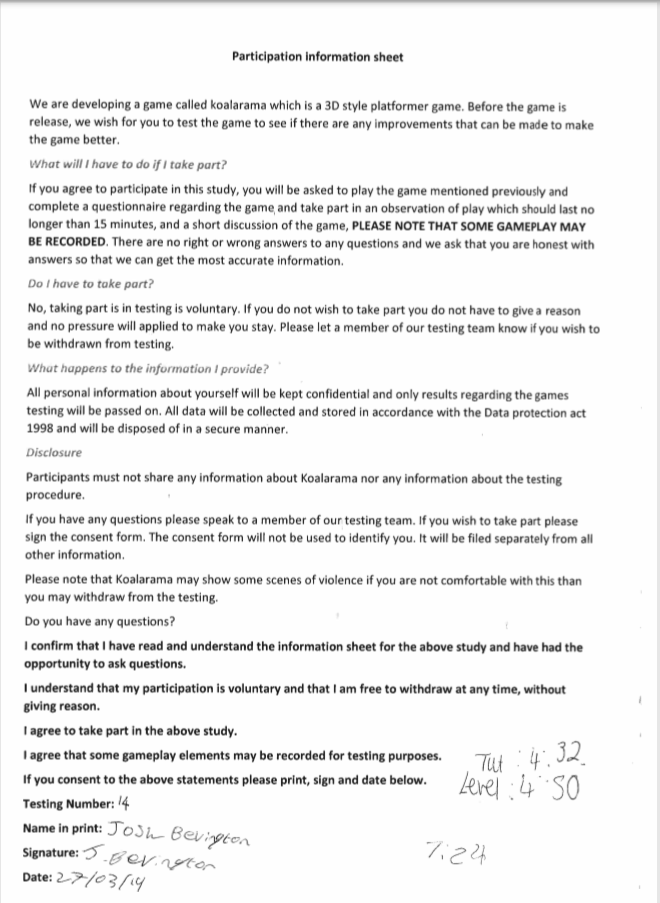 Participation information sheet
We are developing a game called koalarama which is a 3D style platformer game. Before the game is
release, we wish for you to test the game to see if there are any improvements that can be made to make
the game better.
What will I have to do if I take part?
If you agree to participate in this study, you will be asked to play the game mentioned previously and
complete a questionnaire regarding the game, and take part in an observation of play which should last no
longer than 15 minutes, and a short discussion of the game, PLEASE NOTE THAT SOME GAMEPLAY MAY
BE RECORDED. There are no right or wrong answers to any questions and we ask that you are honest with
answers so that we can get the most accurate information.
Do I have to take part?
No, taking part is in testing is voluntary. If you do not wish to take part you do not have to give a reason
and no pressure will applied to make you stay. Please let a member of our testing team know if you wish to
be withdrawn from testing.
What happens to the information I provide?
All personal information about yourself will be kept confidential and only results regarding the games
testing will be passed on. All data will be collected and stored in accordance with the Data protection act
1998 and will be disposed of in a secure manner.
Disclosure
Participants must not share any information about Koalarama nor any information about the testing
procedure.
If you have any questions please speak to a member of our testing team. If you wish to take part please
sign the consent form. The consent form will not be used to identify you. It will be filed separately from all
other information.
Please note that Koalarama may show some scenes of violence if you are not comfortable with this than
you may withdraw from the testing.
Do you have any questions?
I confirm that I have read and understand the information sheet for the above study and have had the
opportunity to ask questions.
I understand that my participation is voluntary and that I am free to withdraw at any time, without
giving reason.
I agree to take part in the above study.
I agree that some gameplay elements may be recorded for testing purposes.
Tut : 4:32
If you consent to the above statements please print, sign and date below.
Level : 4:50
Testing Number: 14
Name in print: Josh Bevington
Signature: J.Bevington
7:24
Date: 27/03/14